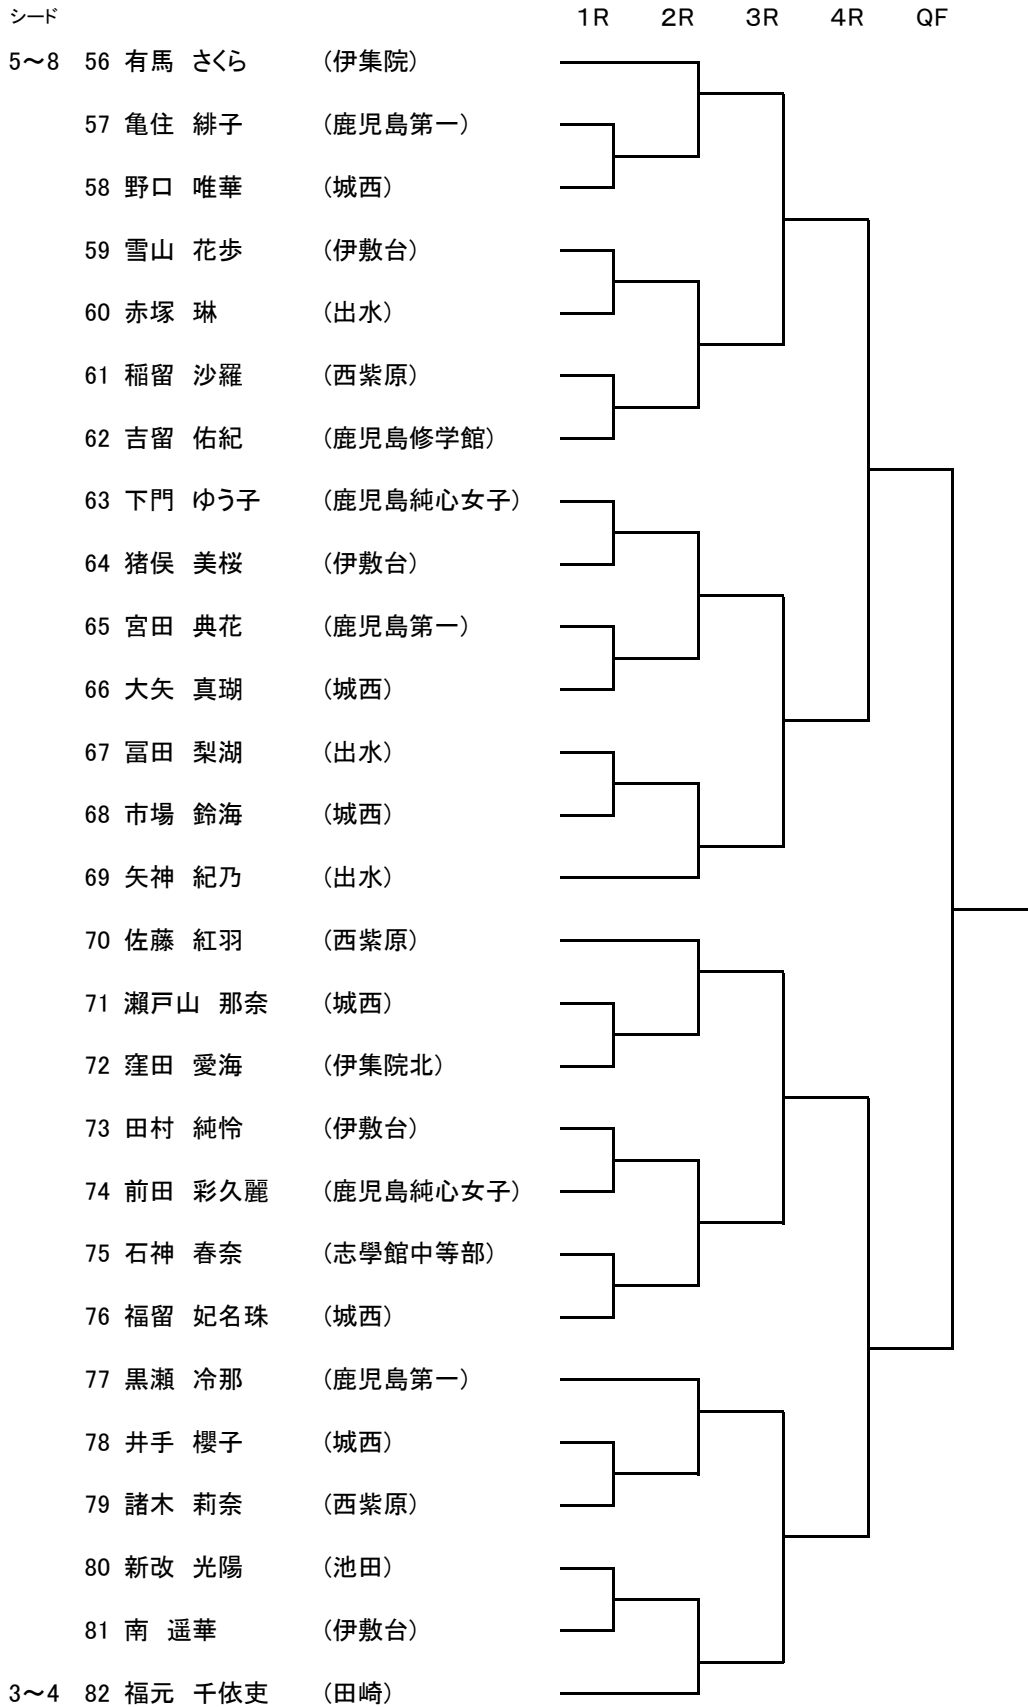 シード 1R 2R 3R 4R QF
5～8 56 有馬 さくら (伊集院)
57 亀住 緋子 (鹿児島第一)
58 野口 唯華 (城西)
59 雪山 花歩 (伊敷台)
60 赤塚 琳 (出水)
61 稲留 沙羅 (西紫原)
62 吉留 佑紀 (鹿児島修学館)
63 下門 ゆう子 (鹿児島純心女子)
64 猪俣 美桜 (伊敷台)
65 宮田 典花 (鹿児島第一)
66 大矢 真瑚 (城西)
67 冨田 梨湖 (出水)
68 市場 鈴海 (城西)
69 矢神 紀乃 (出水)
70 佐藤 紅羽 (西紫原)
71 瀬戸山 那奈 (城西)
72 窪田 愛海 (伊集院北)
73 田村 純怜 (伊敷台)
74 前田 彩久麗 (鹿児島純心女子)
75 石神 春奈 (志學館中等部)
76 福留 妃名珠 (城西)
77 黒瀬 冷那 (鹿児島第一)
78 井手 櫻子 (城西)
79 諸木 莉奈 (西紫原)
80 新改 光陽 (池田)
81 南 遥華 (伊敷台)
3～4 82 福元 千依吏 (田崎)